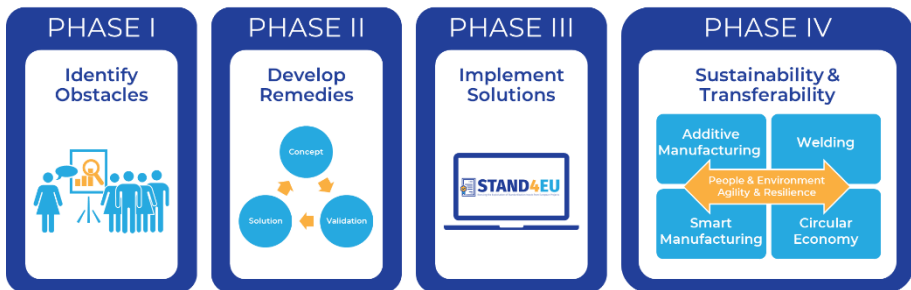 PHASE I
Identify
Obstacles
PHASE II
Develop
Remedies
Concept
Solution
Validation
PHASE III
Implement
Solutions
STAND4EU
PHASE IV
Sustainability &
Transferability
Additive
Manufacturing
Welding
People & Environment
Agility & Resilience
Smart
Manufacturing
Circular
Economy